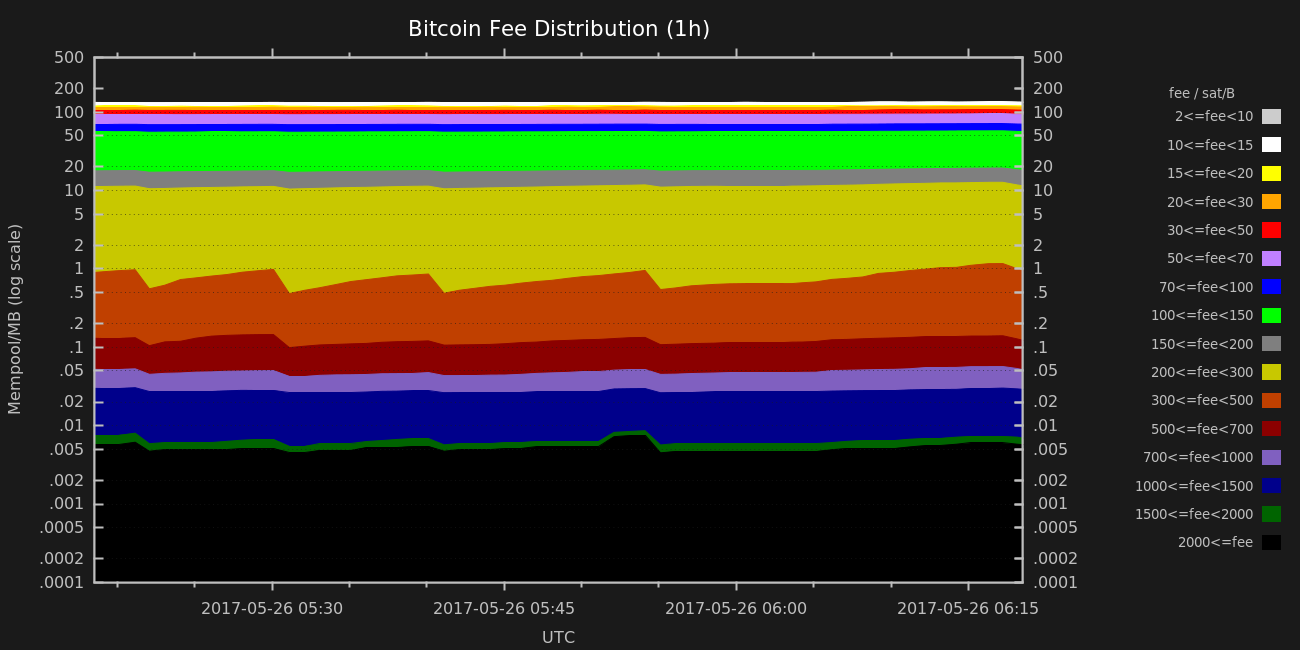 Bitcoin Fee Distribution (1h)
500 500
200 200
100 100
50 50
20 20
10 10
5 5
2 2
1 1
.5 .5
.2 .2
.1 .1
.05 .05
.02 .02
.01 .01
.005 .005
.002 .002
.001 .001
.0005 .0005
.0002 .0002
.0001 .0001
Mempool/MB (log scale)
2017-05-26 05:30 2017-05-26 05:45 2017-05-26 06:00 2017-05-26 06:15
UTC
fee / sat/B
2<=fee<10
10<=fee<15
15<=fee<20
20<=fee<30
30<=fee<50
50<=fee<70
70<=fee<100
100<=fee<150
150<=fee<200
200<=fee<300
300<=fee<500
500<=fee<700
700<=fee<1000
1000<=fee<1500
1500<=fee<2000
2000<=fee